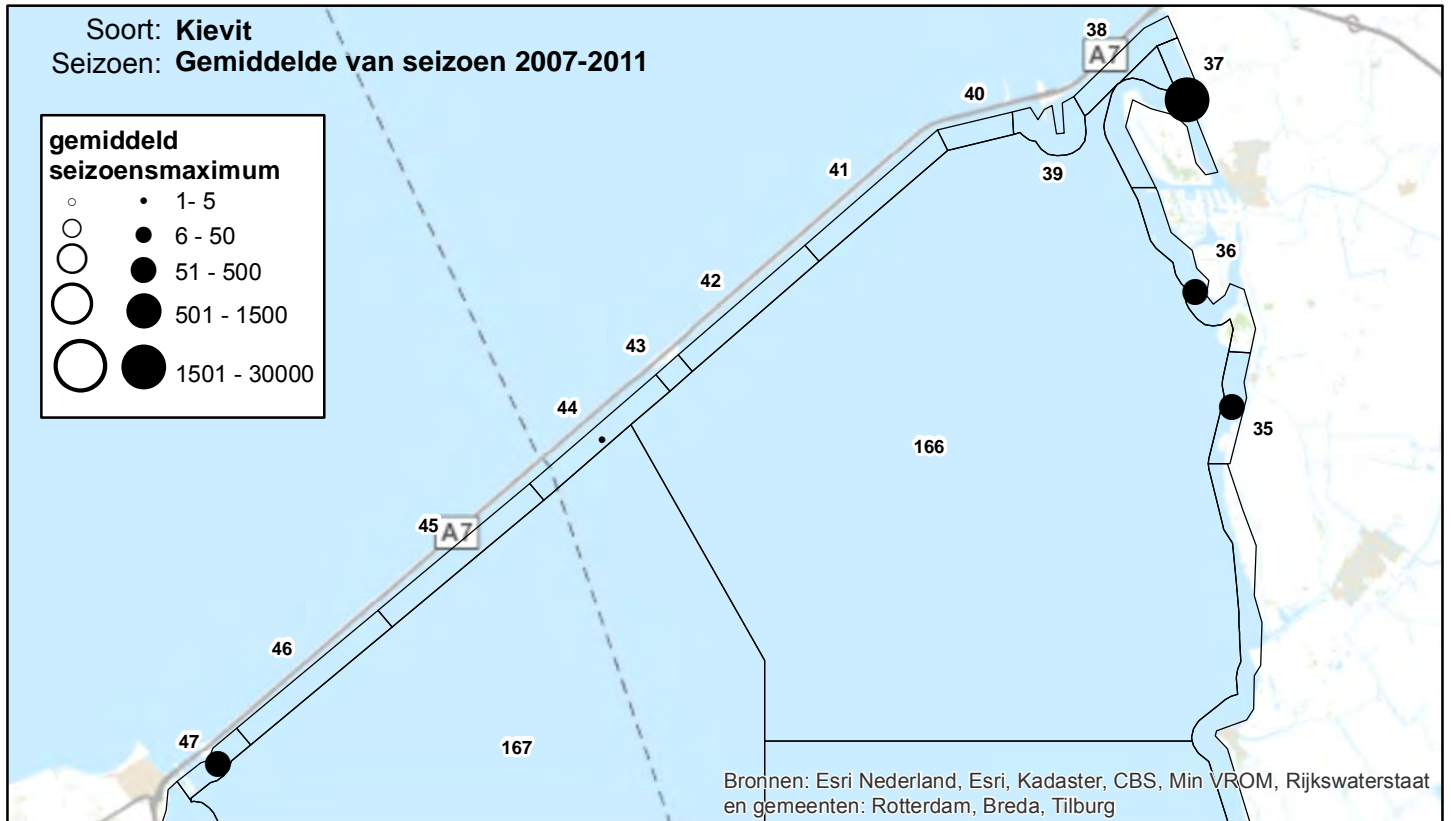 Soort: Kievit
Seizoen: Gemiddelde van seizoen 2007-2011
gemiddeld
seizoensmaximum
1- 5
6 - 50
51 - 500
501 - 1500
1501 - 30000
38
A7
37
40
41
39
42
36
43
44
35
166
45
A7
46
47
167
Bronnen: Esri Nederland, Esri, Kadaster, CBS, Min VROM, Rijkswaterstaat
en gemeenten: Rotterdam, Breda, Tilburg